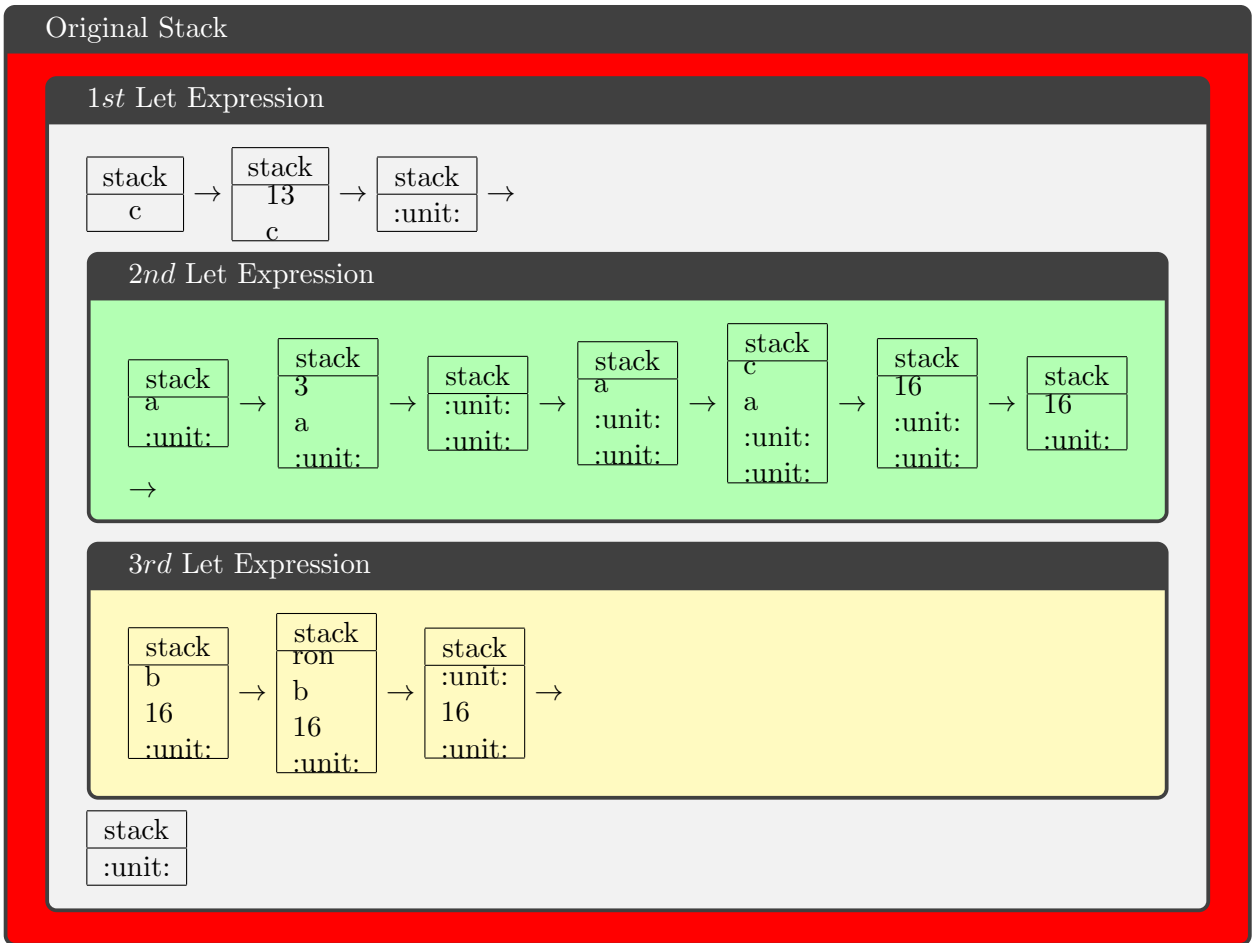 Original Stack
1st Let Expression
stack → stack → stack →
c 13 :unit:
c
2nd Let Expression
stack → stack → stack → stack → stack → stack → stack
a 3 :unit: a c 16 16
:unit: a :unit: :unit: a :unit: :unit:
:unit: :unit: :unit: :unit:
:unit:
→
3rd Let Expression
stack → stack → stack →
b ron :unit:
16 b 16
:unit: 16 :unit:
:unit:
stack
:unit: